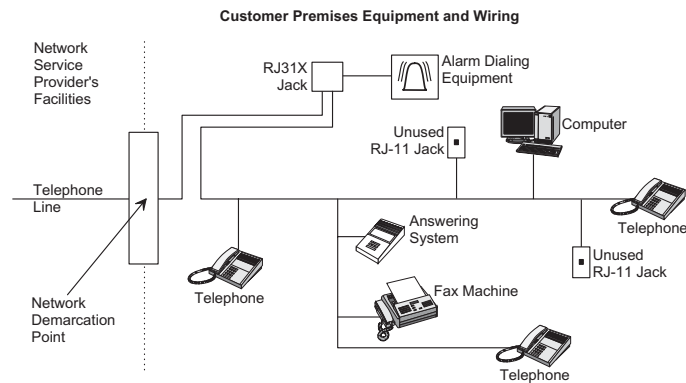 Customer Premises Equipment and Wiring
Network
Service
Provider's
Facilities
RJ31X
Jack
Alarm Dialing
Equipment
Unused
RJ-11 Jack
Computer
Telephone
Line
Telephone
Answering
System
Unused
RJ-11 Jack
Telephone
Fax Machine
Network
Demarcation
Point
Telephone